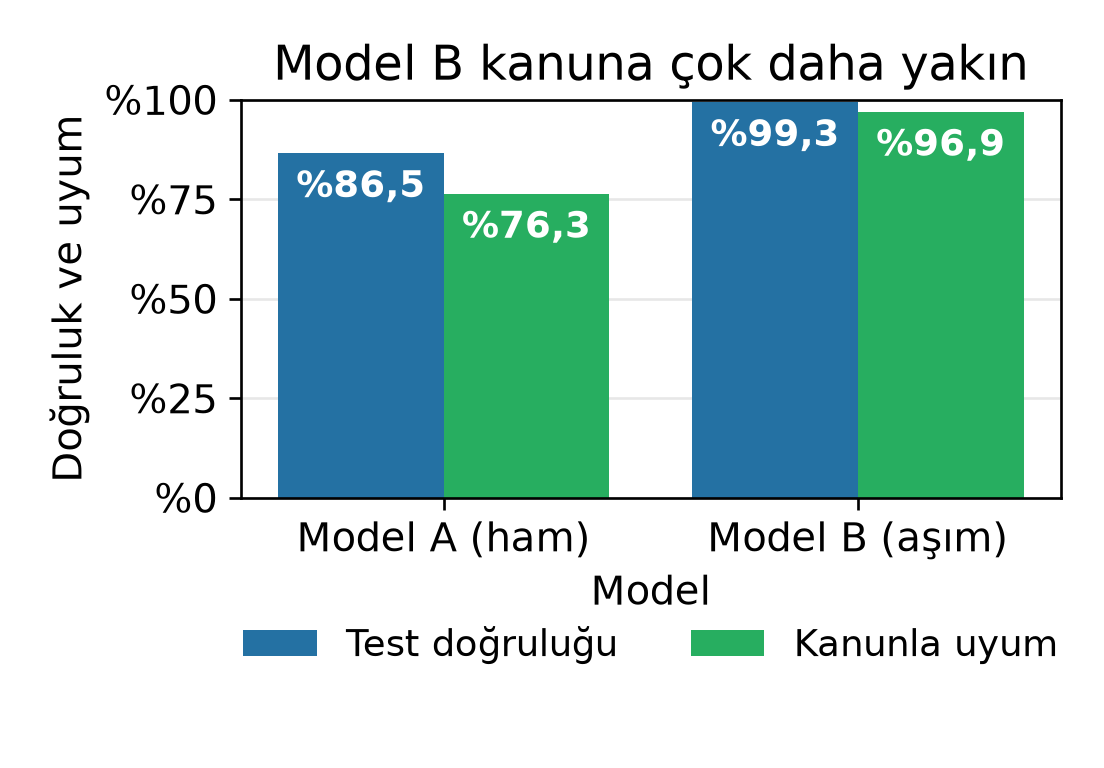 Model B kanuna çok daha yakın
Doğruluk ve uyum
%100
%75
%50
%25
%0
%86,5
%76,3
%99,3
%96,9
Model A (ham)
Model B (aşım)
Model
Test doğruluğu
Kanunla uyum